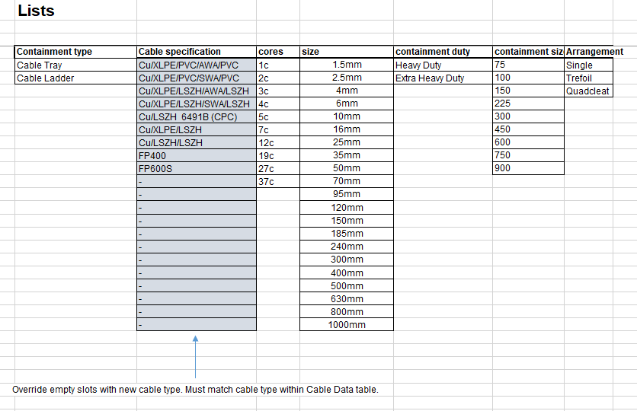 Lists
Containment type Cable specification cores size containment duty containment siz Arrangement
Cable Tray Cu/XLPE/PVC/AWA/PVC 1c 1.5mm Heavy Duty 75 Single
Cable Ladder Cu/XLPE/PVC/SWA/PVC 2c 2.5mm Extra Heavy Duty 100 Trefoil
Cu/XLPE/LSZH/AWA/LSZH 3c 4mm 150 Quadcleat
Cu/XLPE/LSZH/SWA/LSZH 4c 6mm 225
Cu/LSZH 6491B (CPC) 5c 10mm 300
Cu/XLPE/LSZH 7c 16mm 450
Cu/LSZH/LSZH 12c 25mm 600
FP400 19c 35mm 750
FP600S 27c 50mm 900
- 37c 70mm
- 95mm
- 120mm
- 150mm
- 185mm
- 240mm
- 300mm
- 400mm
- 500mm
- 630mm
- 800mm
- 1000mm
Override empty slots with new cable type. Must match cable type within Cable Data table.